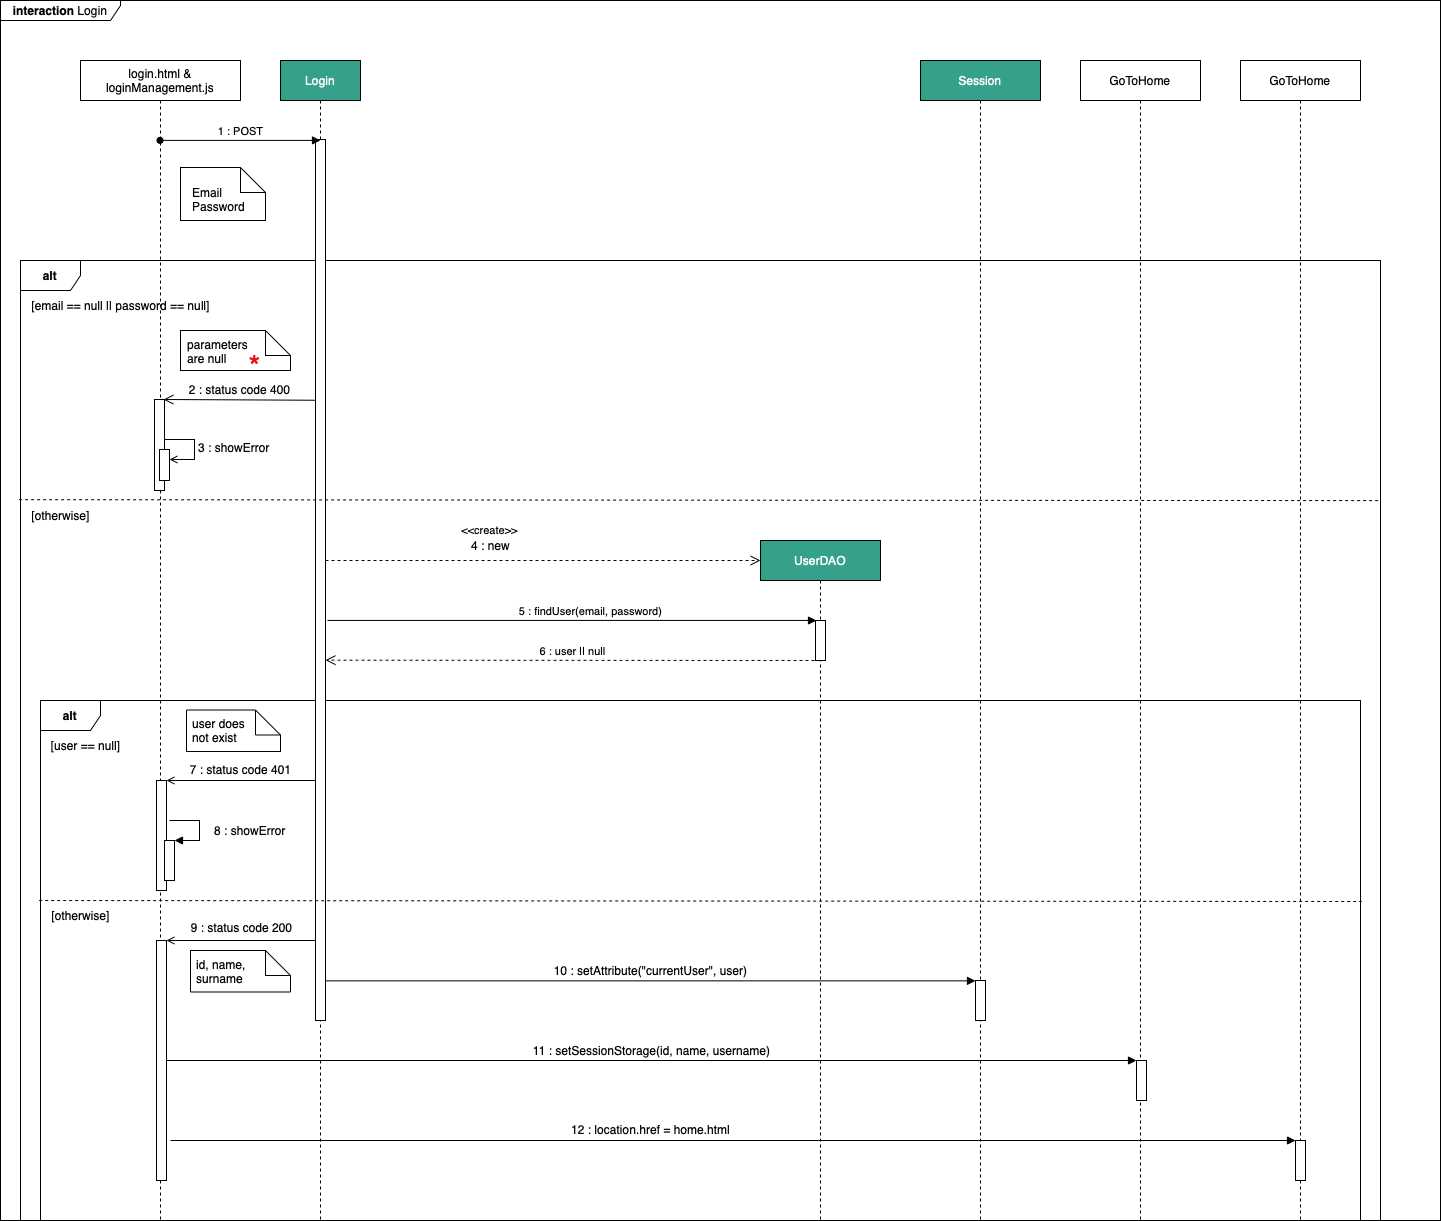 interaction Login
login.html &
loginManagement.js
Login
Session
GoToHome
GoToHome
1 : POST
Email
Password
alt
[email == null || password == null]
parameters
are null *
2 : status code 400
3 : showError
[otherwise]
<<create>>
4 : new
UserDAO
5 : findUser(email, password)
6 : user || null
alt
user does
not exist
[user == null]
7 : status code 401
8 : showError
[otherwise]
9 : status code 200
id, name,
surname
10 : setAttribute("currentUser", user)
11 : setSessionStorage(id, name, username)
12 : location.href = home.html